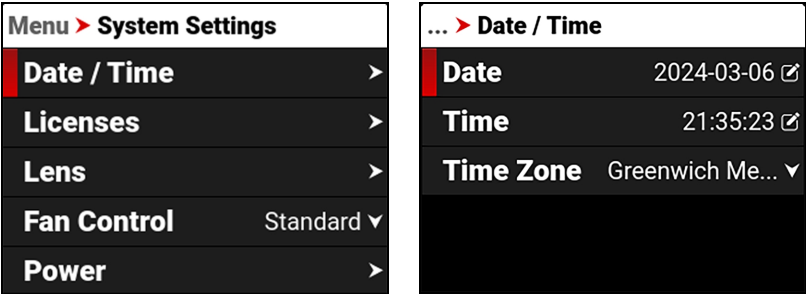 Menu ➤ System Settings
Date / Time
Licenses
Lens
Fan Control Standard
Power
... ➤ Date / Time
Date 2024-03-06
Time 21:35:23
Time Zone Greenwich Me...